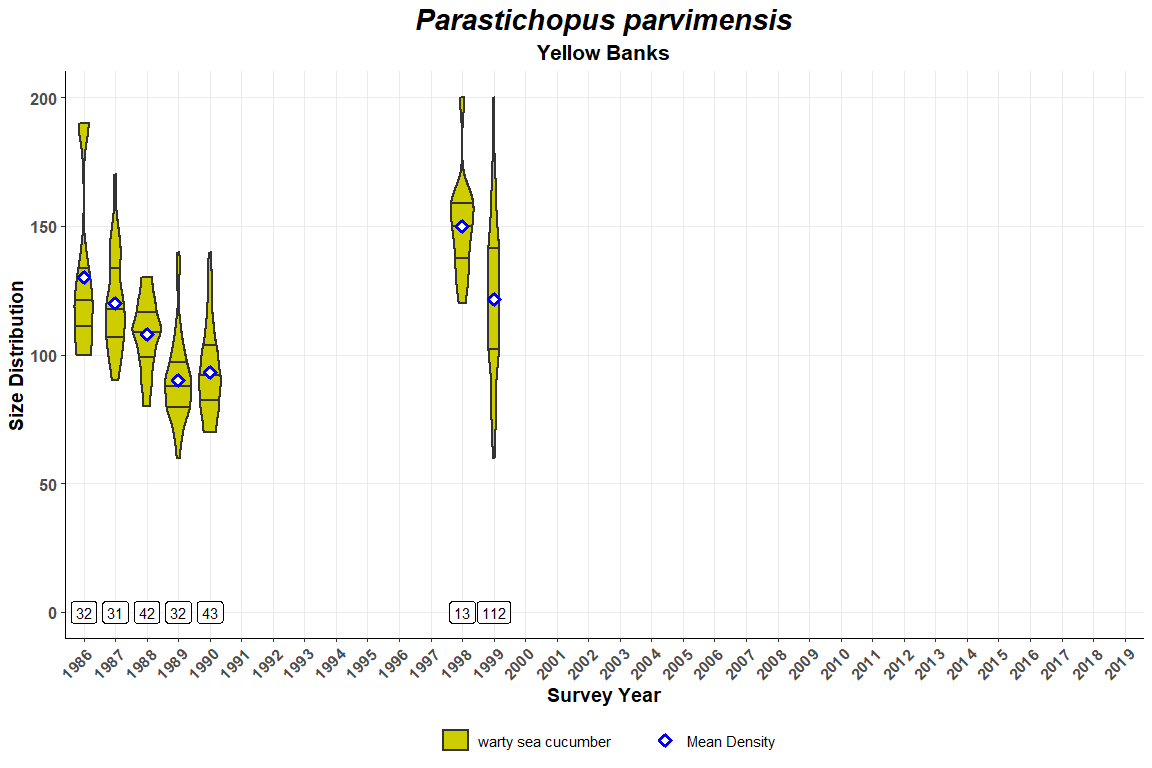 Parastichopus parvimensis
Yellow Banks
Size Distribution
200
150
100
50
0
32 31 42 32 43 13 112
1986 1987 1988 1989 1990 1991 1992 1993 1994 1995 1996 1997 1998 1999 2000 2001 2002 2003 2004 2005 2006 2007 2008 2009 2010 2011 2012 2013 2014 2015 2016 2017 2018 2019
Survey Year
warty sea cucumber Mean Density